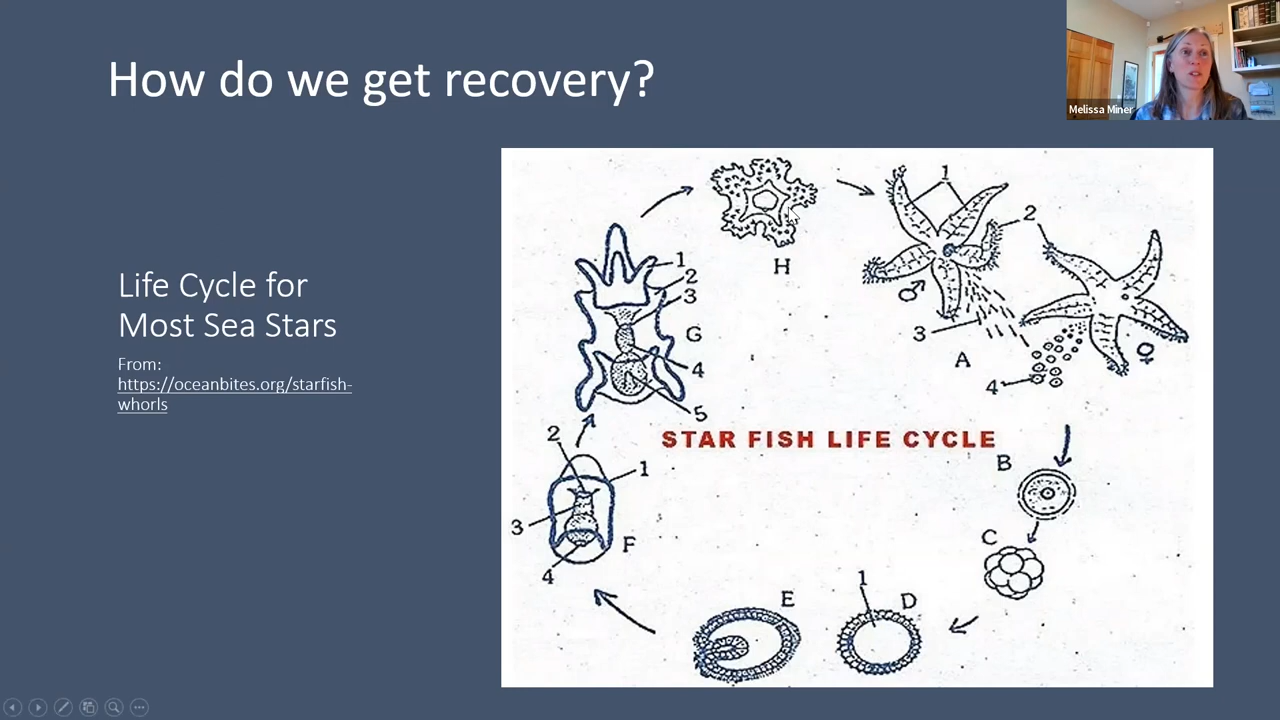 How do we get recovery?
Melissa Miner
Life Cycle for
Most Sea Stars
From:
https://oceanbites.org/starfish-
whorls
1
2
H
♂
3
A
♀
4
1
2
3
G
4
5
STAR FISH LIFE CYCLE
2
1
3
F
4
B
C
1
D
E